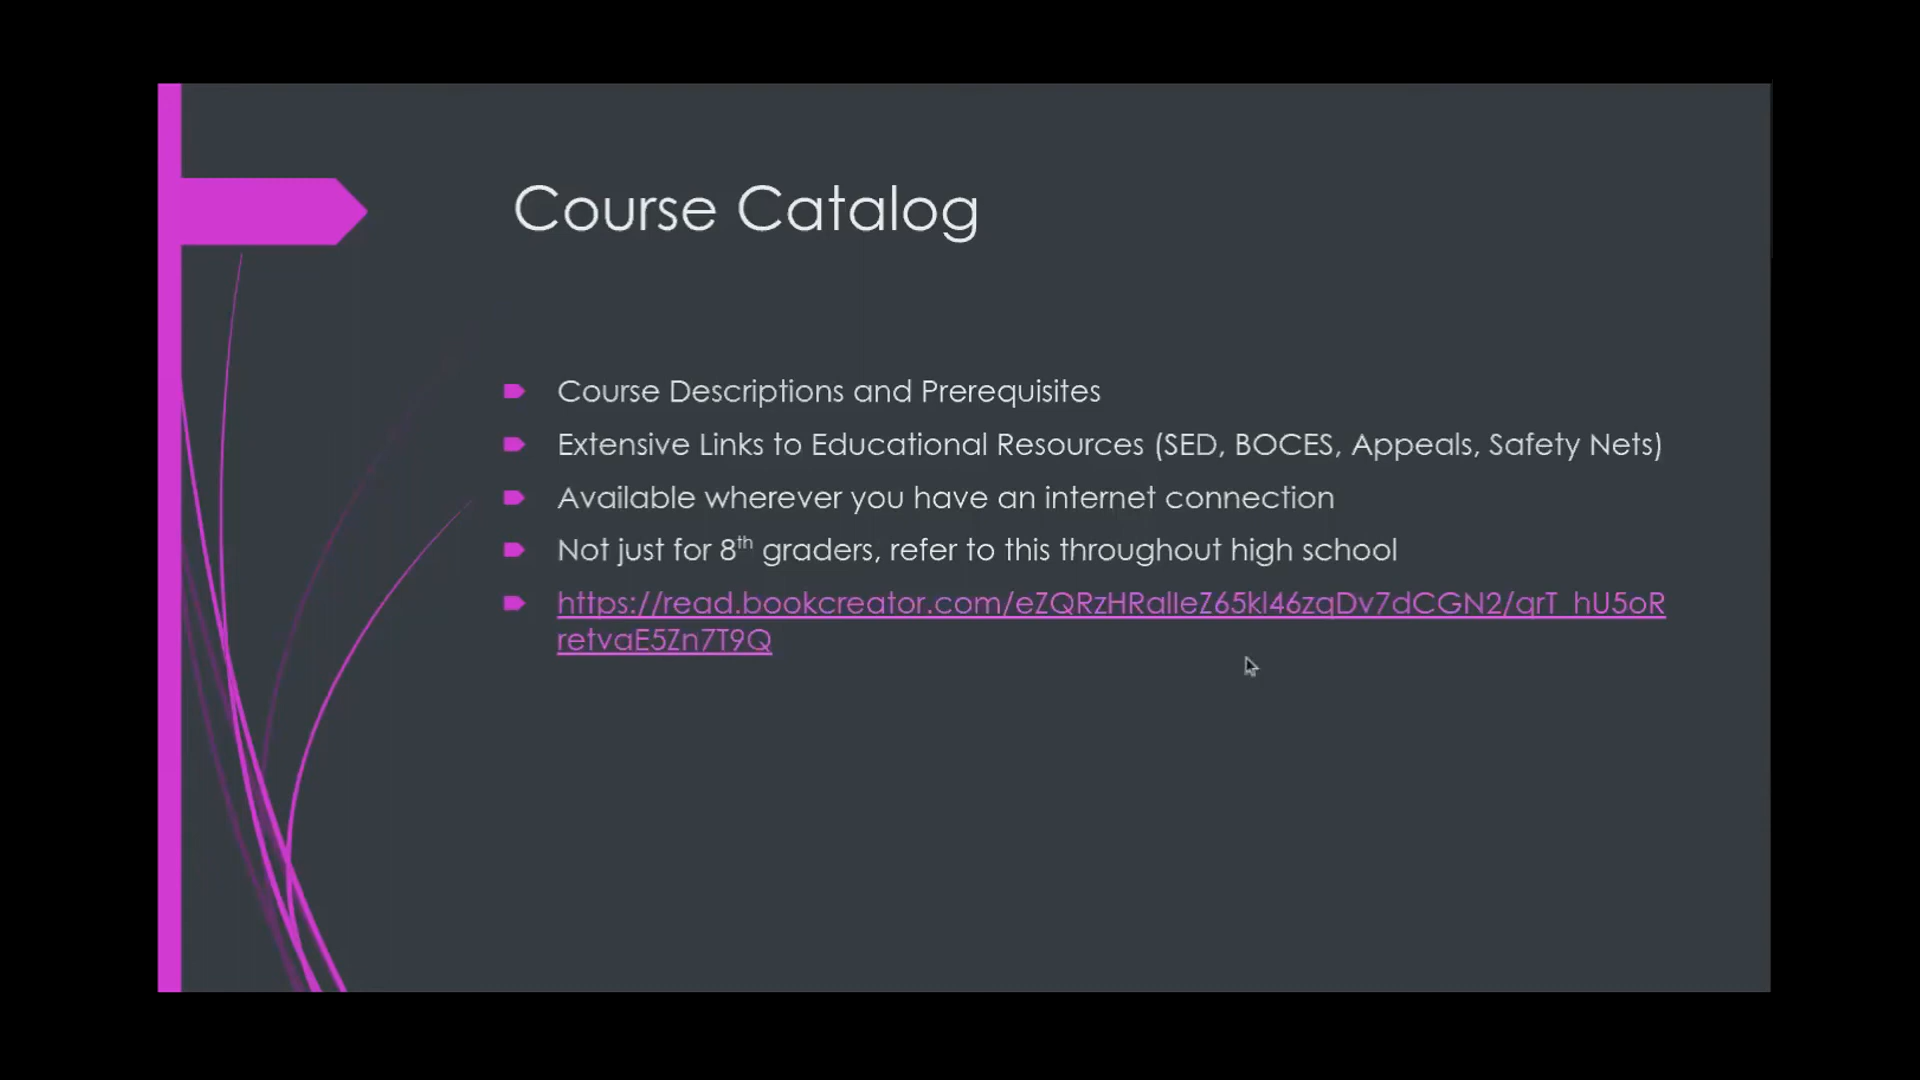 Course Catalog
Course Descriptions and Prerequisites
Extensive Links to Educational Resources (SED, BOCES, Appeals, Safety Nets)
Available wherever you have an internet connection
Not just for 8th graders, refer to this throughout high school
https://read.bookcreator.com/eZQRzHRalleZ65kl46zqDv7dCGN2/qrT_hU5oR
retvaE5Zn7T9Q